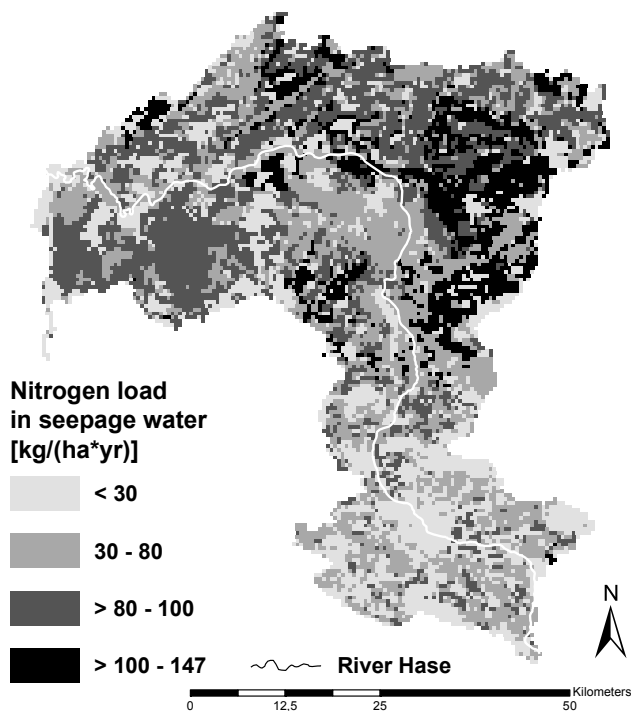 Nitrogen load
in seepage water
[kg/(ha*yr)]
< 30
30 - 80
> 80 - 100
> 100 - 147
River Hase
N
Kilometers
0 12,5 25 50